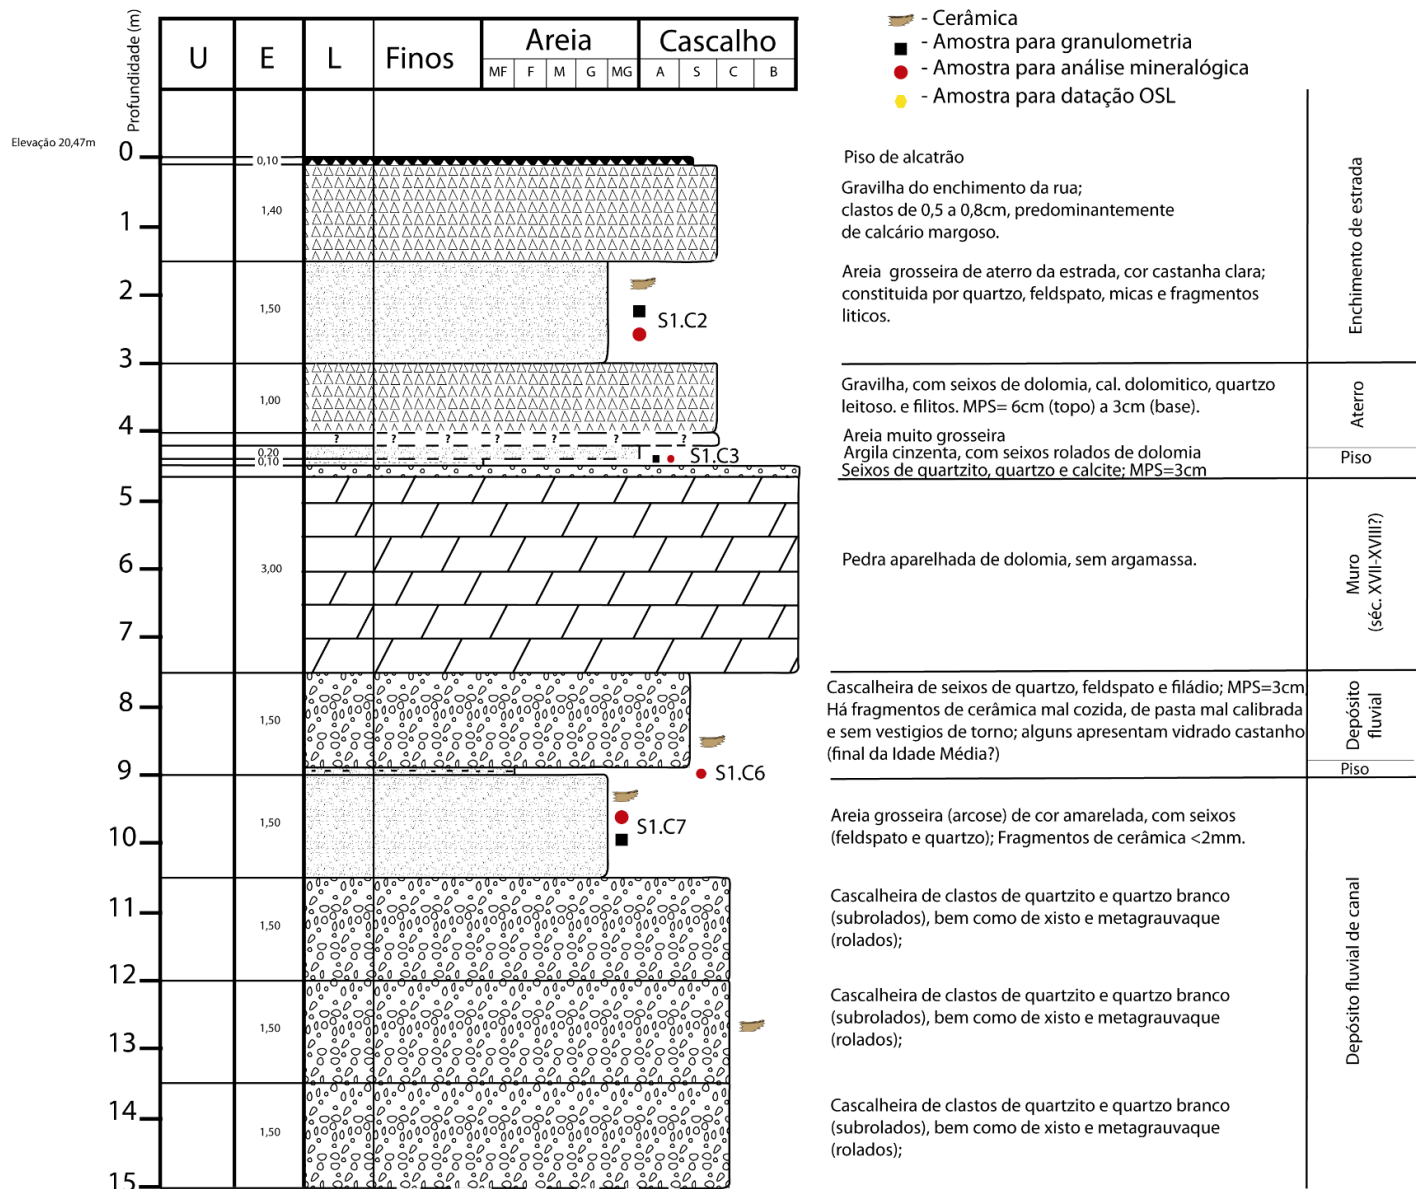 Profundidade (m)
U
E
L
Finos
Areia
MF
F
M
G
MG
Cascalho
A
S
C
B
- Cerâmica
- Amostra para granulometria
- Amostra para análise mineralógica
- Amostra para datação OSL
Elevação 20,47m
0
1
2
3
4
5
6
7
8
9
10
11
12
13
14
15
0,10
1,40
1,50
1,00
0,20
0,10
3,00
1,50
1,50
1,50
1,50
1,50
? ? ? ? ? ? ?
S1.C2
S1.C3
S1.C6
S1.C7
Piso de alcatrão
Gravilha do enchimento da rua;
clastos de 0,5 a 0,8cm, predominantemente
de calcário margoso.
Areia grosseira de aterro da estrada, cor castanha clara;
constituida por quartzo, feldspato, micas e fragmentos
liticos.
Gravilha, com seixos de dolomia, cal. dolomitico, quartzo
leitoso. e filitos. MPS= 6cm (topo) a 3cm (base).
Areia muito grosseira
Argila cinzenta, com seixos rolados de dolomia
Seixos de quartzito, quartzo e calcite; MPS=3cm
Pedra aparelhada de dolomia, sem argamassa.
Cascalheira de seixos de quartzo, feldspato e filádio; MPS=3cm
Há fragmentos de cerâmica mal cozida, de pasta mal calibrada
e sem vestigios de torno; alguns apresentam vidrado castanho
(final da Idade Média?)
Areia grosseira (arcose) de cor amarelada, com seixos
(feldspato e quartzo); Fragmentos de cerâmica <2mm.
Cascalheira de clastos de quartzito e quartzo branco
(subrolados), bem como de xisto e metagrauvaque
(rolados);
Cascalheira de clastos de quartzito e quartzo branco
(subrolados), bem como de xisto e metagrauvaque
(rolados);
Cascalheira de clastos de quartzito e quartzo branco
(subrolados), bem como de xisto e metagrauvaque
(rolados);
Enchimento de estrada
Aterro
Piso
Muro
(séc. XVII-XVIII?)
Depósito
fluvial
Piso
Depósito fluvial de canal